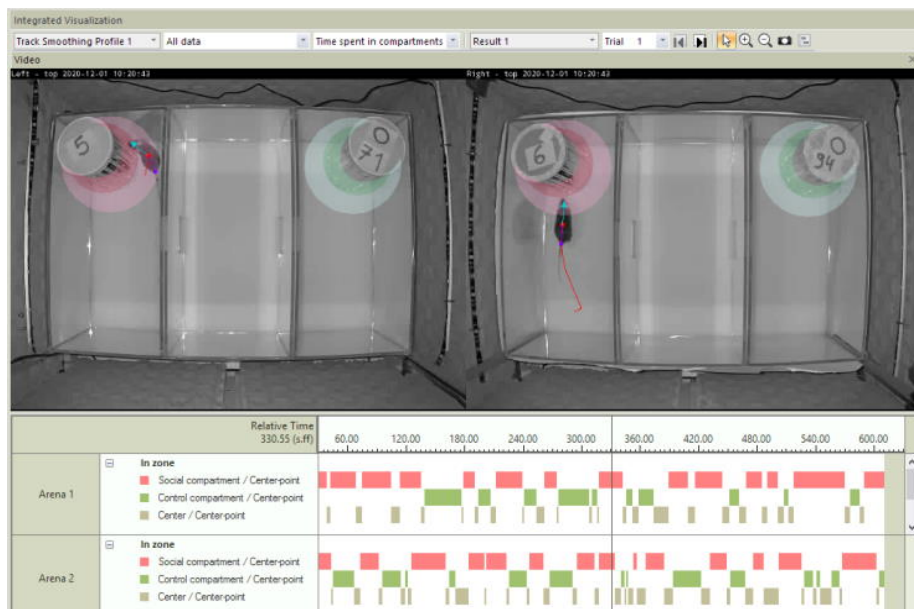 Integrated Visualization
Track Smoothing Profile 1 All data Time spent in compartments Result 1 Trial 1
Video
Left - top 2020-12-01 10:20:43 Right - top 2020-12-01 10:20:43
5 0 71 6 0 94
Relative Time
330.55 (s.ff) 60.00 120.00 180.00 240.00 300.00 360.00 420.00 480.00 540.00 600.00
In zone
Social compartment / Center-point
Arena 1
Control compartment / Center-point
Center / Center-point
In zone
Social compartment / Center-point
Arena 2
Control compartment / Center-point
Center / Center-point